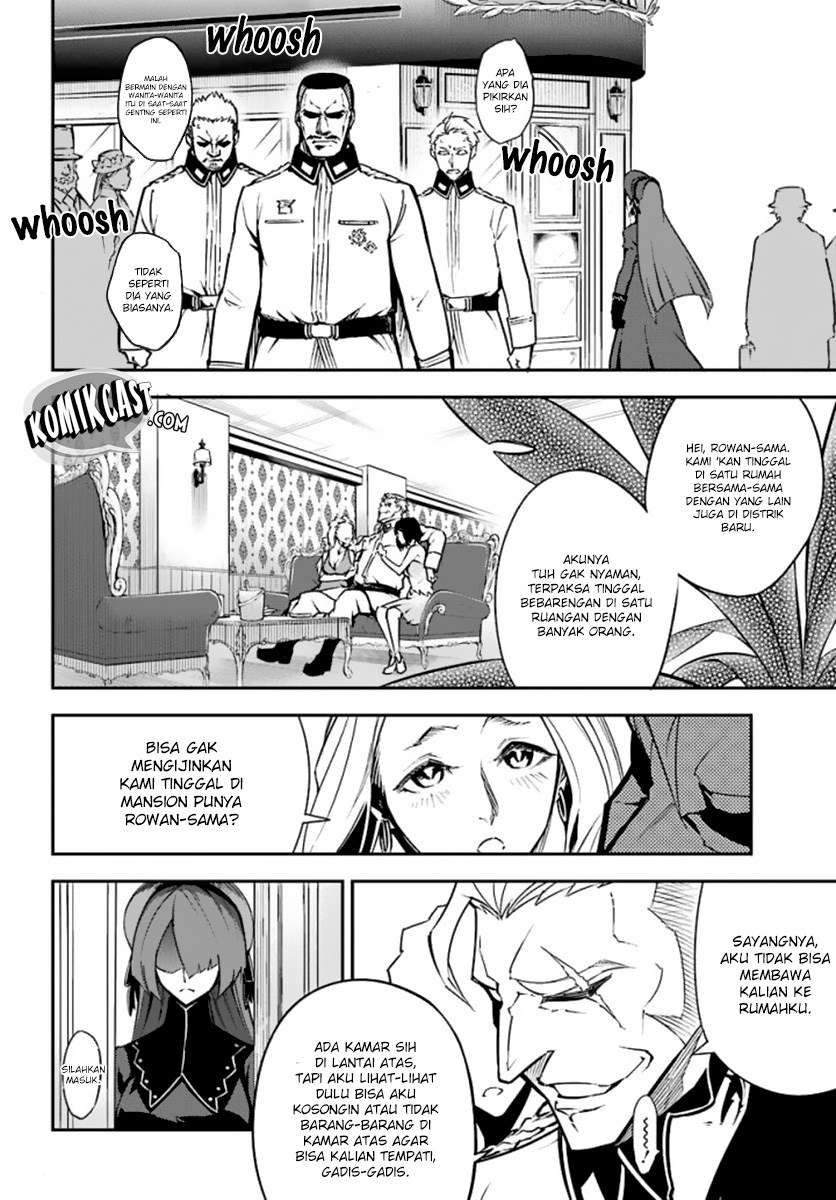 whoosh
MALAH
BERMAIN DENGAN
WANITA-WANITA
ITU DI SAAT-SAAT
GENTING SEPERTI
INI.
APA
YANG DIA
PIKIRKAN
SIH?
whoosh
whoosh
TIDAK
SEPERTI
DIA YANG
BIASANYA.
KOMIKCAST
.COM
HEI, ROWAN-SAMA.
KAMI 'KAN TINGGAL
DI SATU RUMAH
BERSAMA-SAMA
DENGAN YANG LAIN
JUGA DI DISTRIK
BARU.
AKUNYA
TUH GAK NYAMAN,
TERPAKSA TINGGAL
BEBARENGAN DI SATU
RUANGAN DENGAN
BANYAK ORANG.
BISA GAK
MENGIJINKAN
KAMI TINGGAL DI
MANSION PUNYA
ROWAN-SAMA?
SAYANGNYA,
AKU TIDAK BISA
MEMBAWA
KALIAN KE
RUMAHKU.
ADA KAMAR SIH
DI LANTAI ATAS,
TAPI AKU LIHAT-LIHAT
DULU BISA AKU
KOSONGIN ATAU TIDAK
BARANG-BARANG DI
KAMAR ATAS AGAR
BISA KALIAN TEMPATI,
GADIS-GADIS.
SILAHKAN
MASUK.